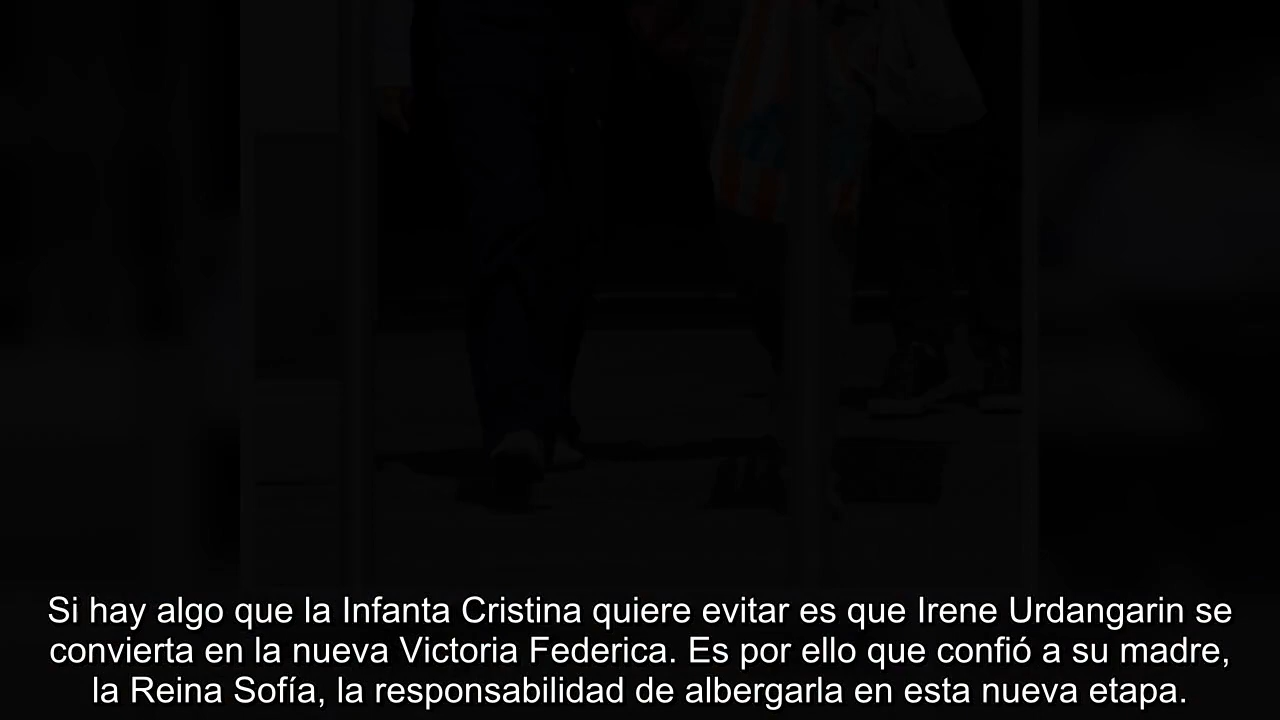 Si hay algo que la Infanta Cristina quiere evitar es que Irene Urdangarin se
convierta en la nueva Victoria Federica. Es por ello que confió a su madre,
la Reina Sofía, la responsabilidad de albergarla en esta nueva etapa.